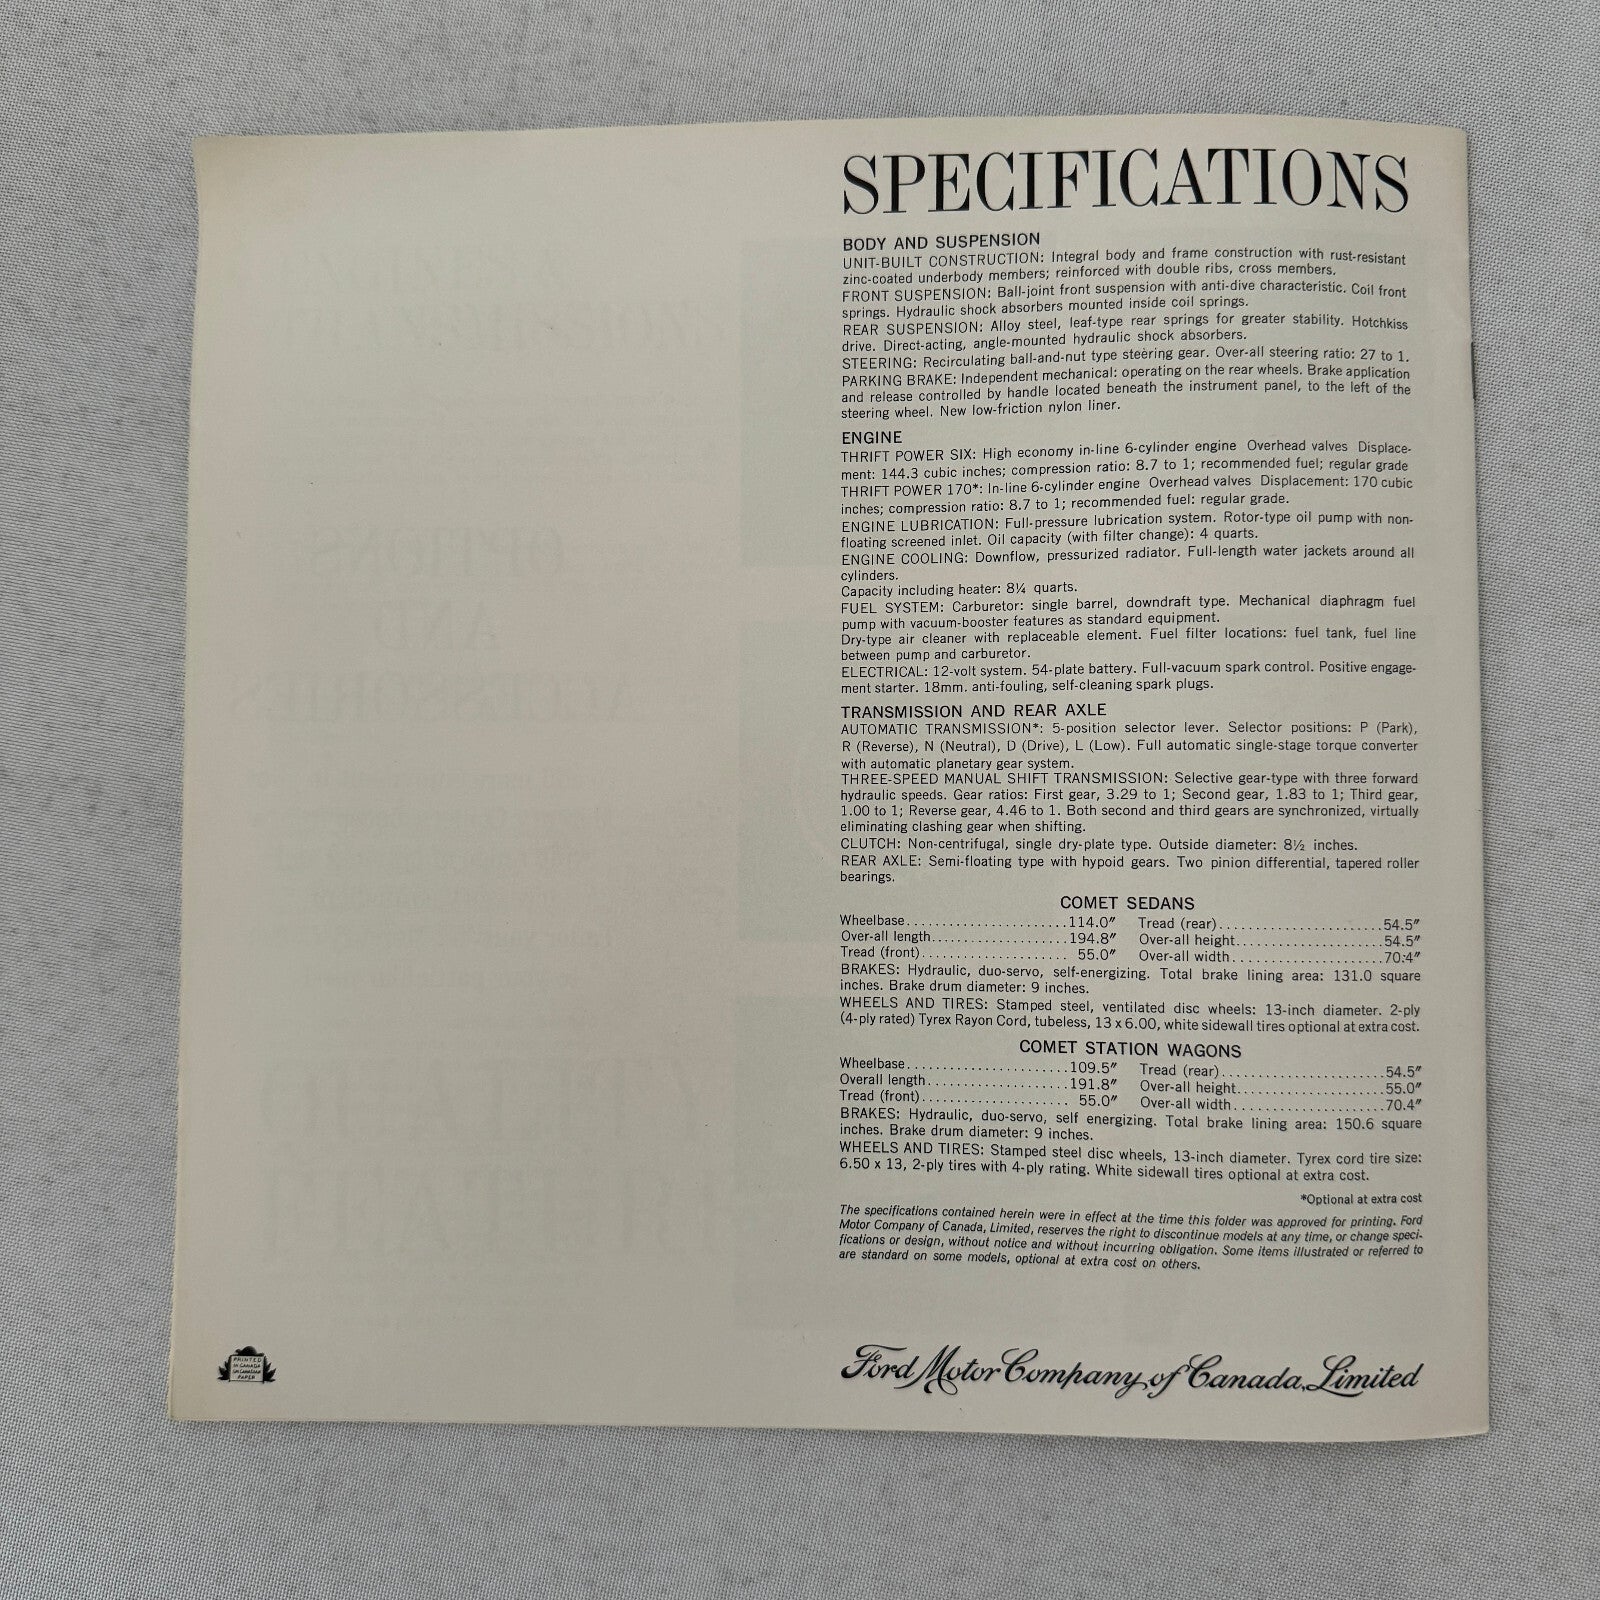 SPECIFICATIONS
BODY AND SUSPENSION
UNIT-BUILT CONSTRUCTION: Integral body and frame construction with rust-resistant
zinc-coated underbody members; reinforced with double ribs, cross members.
FRONT SUSPENSION: Ball-joint front suspension with anti-dive characteristic. Coil front
springs. Hydraulic shock absorbers mounted inside coil springs.
REAR SUSPENSION: Alloy steel, leaf-type rear springs for greater stability. Hotchkiss
drive. Direct-acting, angle-mounted hydraulic shock absorbers.
STEERING: Recirculating ball-and-nut type steering gear. Over-all steering ratio: 27 to 1.
PARKING BRAKE: Independent mechanical: operating on the rear wheels. Brake application
and release controlled by handle located beneath the instrument panel, to the left of the
steering wheel. New low-friction nylon liner.
ENGINE
THRIFT POWER SIX: High economy in-line 6-cylinder engine Overhead valves Displace-
ment: 144.3 cubic inches; compression ratio: 8.7 to 1; recommended fuel; regular grade
THRIFT POWER 170*: In-line 6-cylinder engine Overhead valves Displacement: 170 cubic
inches; compression ratio: 8.7 to 1; recommended fuel: regular grade.
ENGINE LUBRICATION: Full-pressure lubrication system. Rotor-type oil pump with non-
floating screened inlet. Oil capacity (with filter change): 4 quarts.
ENGINE COOLING: Downflow, pressurized radiator. Full-length water jackets around all
cylinders.
Capacity including heater: 8¼ quarts.
FUEL SYSTEM: Carburetor: single barrel, downdraft type. Mechanical diaphragm fuel
pump with vacuum-booster features as standard equipment.
Dry-type air cleaner with replaceable element. Fuel filter locations: fuel tank, fuel line
between pump and carburetor.
ELECTRICAL: 12-volt system. 54-plate battery. Full-vacuum spark control. Positive engage-
ment starter. 18mm. anti-fouling, self-cleaning spark plugs.
TRANSMISSION AND REAR AXLE
AUTOMATIC TRANSMISSION*: 5-position selector lever. Selector positions: P (Park),
R (Reverse), N (Neutral), D (Drive), L (Low). Full automatic single-stage torque converter
with automatic planetary gear system.
THREE-SPEED MANUAL SHIFT TRANSMISSION: Selective gear-type with three forward
hydraulic speeds. Gear ratios: First gear, 3.29 to 1; Second gear, 1.83 to 1; Third gear,
1.00 to 1; Reverse gear, 4.46 to 1. Both second and third gears are synchronized, virtually
eliminating clashing gear when shifting.
CLUTCH: Non-centrifugal, single dry-plate type. Outside diameter: 8½ inches.
REAR AXLE: Semi-floating type with hypoid gears. Two pinion differential, tapered roller
bearings.
COMET SEDANS
Wheelbase.......................114.0″ Tread (rear).......................54.5″
Over-all length...................194.8″ Over-all height.....................54.5″
Tread (front).................... 55.0″ Over-all width.....................70.4″
BRAKES: Hydraulic, duo-servo, self-energizing. Total brake lining area: 131.0 square
inches. Brake drum diameter: 9 inches.
WHEELS AND TIRES: Stamped steel, ventilated disc wheels: 13-inch diameter. 2-ply
(4-ply rated) Tyrex Rayon Cord, tubeless, 13 x 6.00, white sidewall tires optional at extra cost.
COMET STATION WAGONS
Wheelbase.......................109.5″ Tread (rear).......................54.5″
Overall length....................191.8″ Over-all height.....................55.0″
Tread (front).................... 55.0″ Over-all width.....................70.4″
BRAKES: Hydraulic, duo-servo, self energizing. Total brake lining area: 150.6 square
inches. Brake drum diameter: 9 inches.
WHEELS AND TIRES: Stamped steel disc wheels, 13-inch diameter. Tyrex cord tire size:
6.50 x 13, 2-ply tires with 4-ply rating. White sidewall tires optional at extra cost.
*Optional at extra cost
The specifications contained herein were in effect at the time this folder was approved for printing. Ford
Motor Company of Canada, Limited, reserves the right to discontinue models at any time, or change speci-
fications or design, without notice and without incurring obligation. Some items illustrated or referred to
are standard on some models, optional at extra cost on others.
PRINTED
IN CANADA
ON CANADIAN
PAPER
Ford Motor Company of Canada, Limited